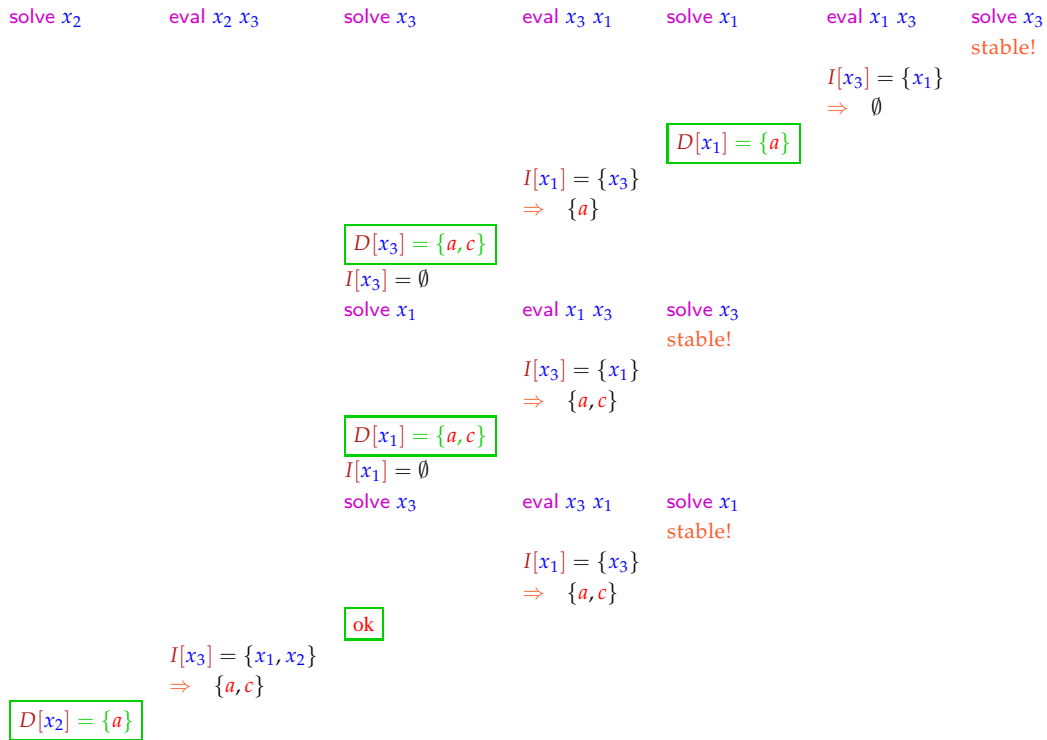 solve x₂ eval x₂ x₃ solve x₃ eval x₃ x₁ solve x₁ eval x₁ x₃ solve x₃
stable!
I[x₃] = {x₁}
⇒ ∅
D[x₁] = {a}
I[x₁] = {x₃}
⇒ {a}
D[x₃] = {a, c}
I[x₃] = ∅
solve x₁ eval x₁ x₃ solve x₃
stable!
I[x₃] = {x₁}
⇒ {a, c}
D[x₁] = {a, c}
I[x₁] = ∅
solve x₃ eval x₃ x₁ solve x₁
stable!
I[x₁] = {x₃}
⇒ {a, c}
ok
I[x₃] = {x₁, x₂}
⇒ {a, c}
D[x₂] = {a}